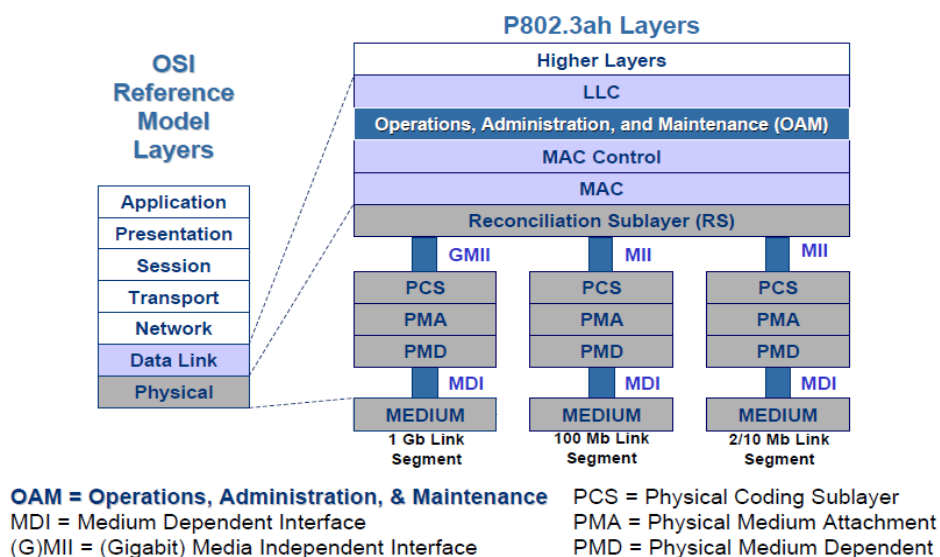 P802.3ah Layers
OSI
Reference
Model
Layers
Higher Layers
LLC
Operations, Administration, and Maintenance (OAM)
MAC Control
MAC
Reconciliation Sublayer (RS)
Application
Presentation
Session
Transport
Network
Data Link
Physical
GMII
MII
MII
PCS
PCS
PCS
PMA
PMA
PMA
PMD
PMD
PMD
MDI
MDI
MDI
MEDIUM
MEDIUM
MEDIUM
1 Gb Link
Segment
100 Mb Link
Segment
2/10 Mb Link
Segment
OAM = Operations, Administration, & Maintenance
MDI = Medium Dependent Interface
(G)MII = (Gigabit) Media Independent Interface
PCS = Physical Coding Sublayer
PMA = Physical Medium Attachment
PMD = Physical Medium Dependent